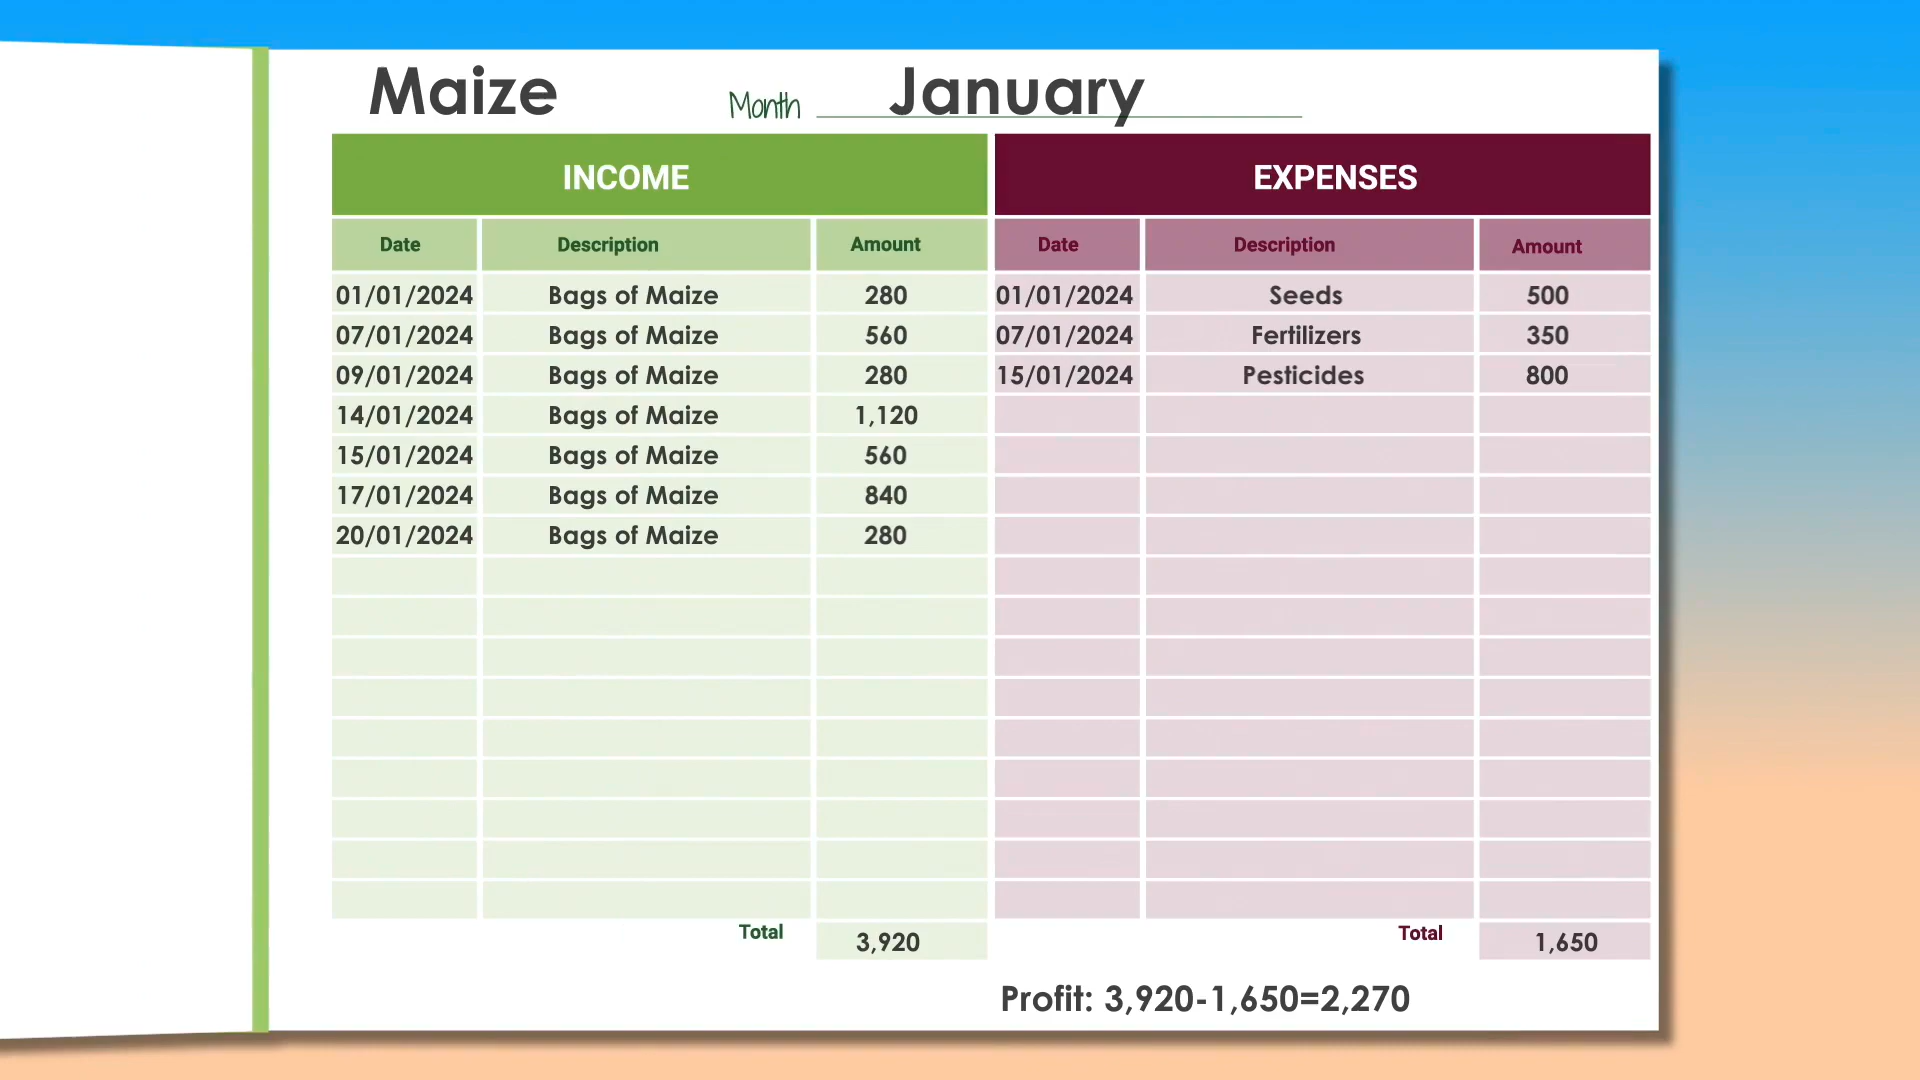 Maize Month January
INCOME EXPENSES
Date Description Amount Date Description Amount
01/01/2024 Bags of Maize 280 01/01/2024 Seeds 500
07/01/2024 Bags of Maize 560 07/01/2024 Fertilizers 350
09/01/2024 Bags of Maize 280 15/01/2024 Pesticides 800
14/01/2024 Bags of Maize 1,120
15/01/2024 Bags of Maize 560
17/01/2024 Bags of Maize 840
20/01/2024 Bags of Maize 280
Total 3,920 Total 1,650
Profit: 3,920-1,650=2,270